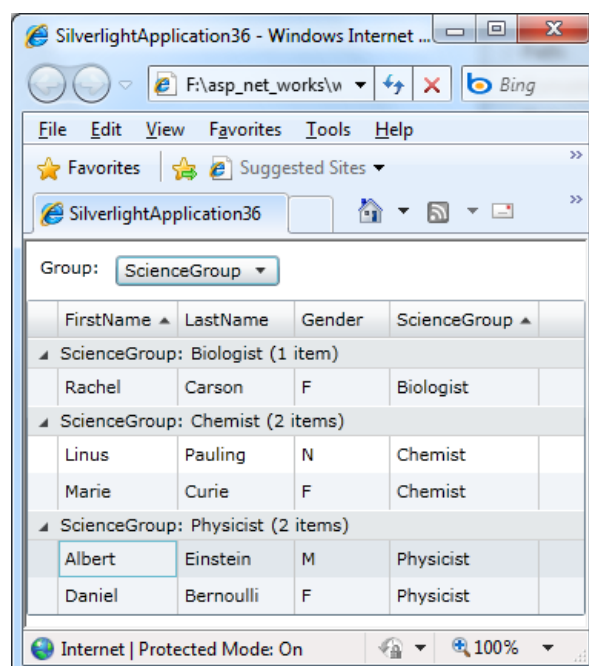 SilverlightApplication36 - Windows Internet ...
F:\asp_net_works\w
Bing
File Edit View Favorites Tools Help
Favorites Suggested Sites
SilverlightApplication36
Group: ScienceGroup
FirstName LastName Gender ScienceGroup
ScienceGroup: Biologist (1 item)
Rachel Carson F Biologist
ScienceGroup: Chemist (2 items)
Linus Pauling N Chemist
Marie Curie F Chemist
ScienceGroup: Physicist (2 items)
Albert Einstein M Physicist
Daniel Bernoulli F Physicist
Internet | Protected Mode: On 100%